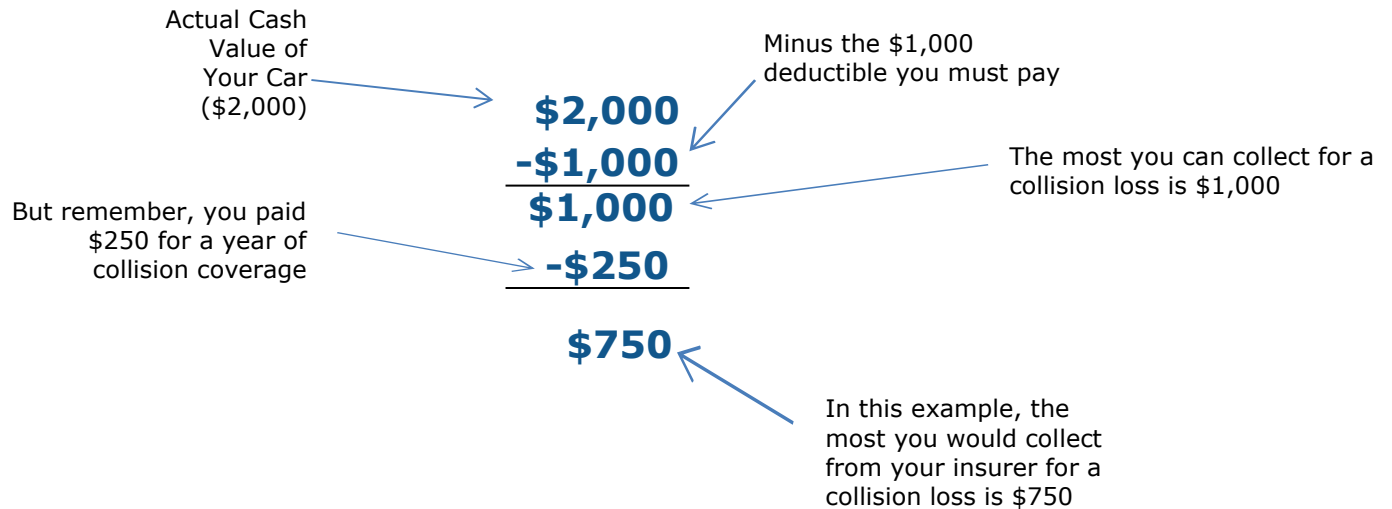 Actual Cash
Value of
Your Car
($2,000)
Minus the $1,000
deductible you must pay
$2,000
-$1,000
The most you can collect for a
collision loss is $1,000
$1,000
But remember, you paid
$250 for a year of
collision coverage
-$250
$750
In this example, the
most you would collect
from your insurer for a
collision loss is $750